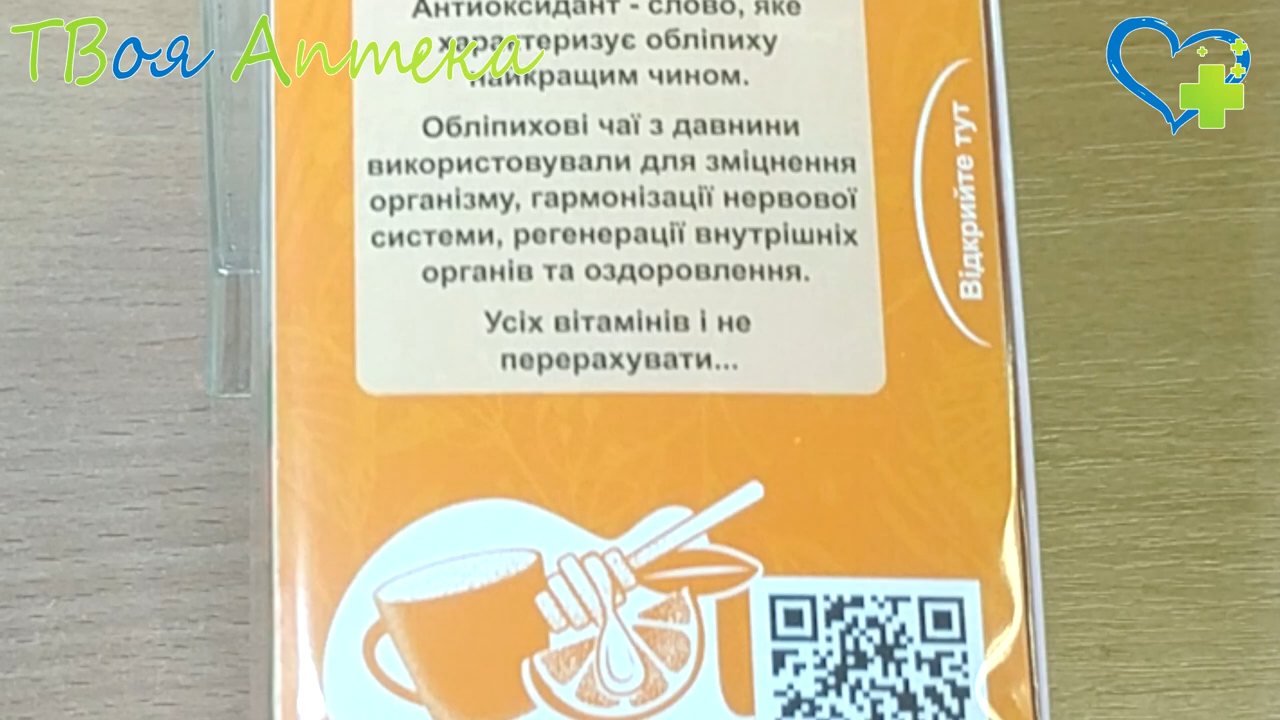 ТВоя Аптека
Антиоксидант - слово, яке
характеризує обліпиху
найкращим чином.
Обліпихові чаї з давнини
використовували для зміцнення
організму, гармонізації нервової
системи, регенерації внутрішніх
органів та оздоровлення.
Усіх вітамінів і не
перерахувати...
Відкрийте тут